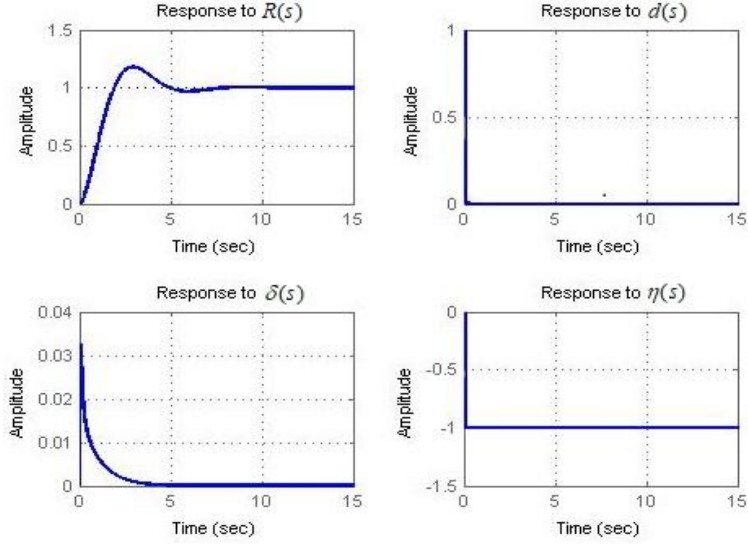 Response to R(s)
1.5
1
0.5
0
Amplitude
0 5 10 15
Time (sec)
Response to d(s)
1
0.5
0
Amplitude
0 5 10 15
Time (sec)
Response to δ(s)
0.04
0.03
0.02
0.01
0
Amplitude
0 5 10 15
Time (sec)
Response to η(s)
0
-0.5
-1
-1.5
Amplitude
0 5 10 15
Time (sec)